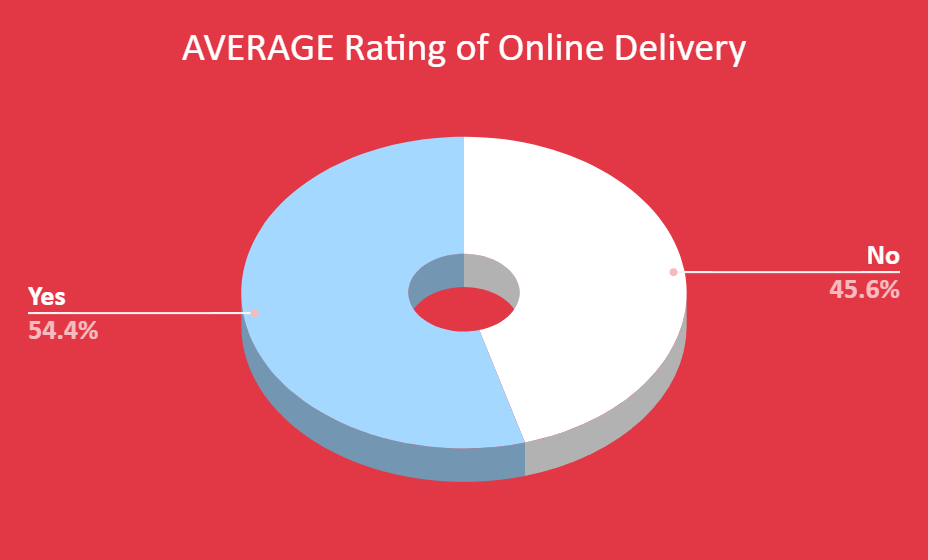 AVERAGE Rating of Online Delivery
No
45.6%
Yes
54.4%